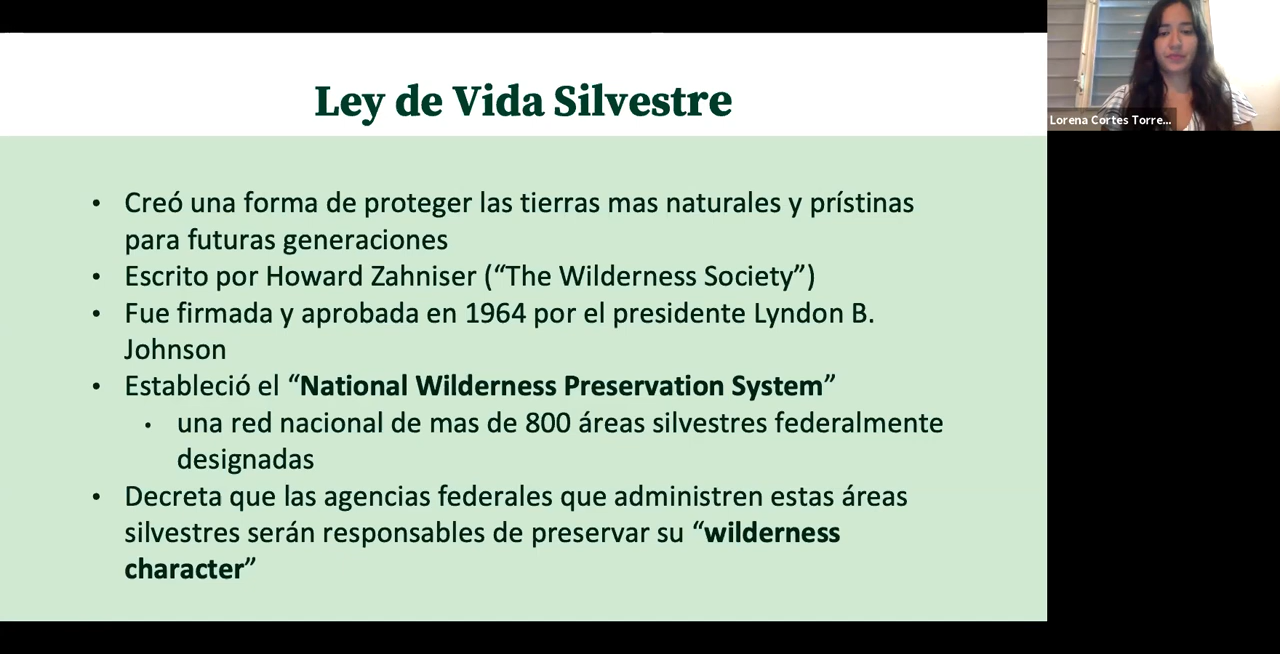 Ley de Vida Silvestre
Lorena Cortes Torre...
• Creó una forma de proteger las tierras mas naturales y prístinas
para futuras generaciones
• Escrito por Howard Zahniser (“The Wilderness Society”)
• Fue firmada y aprobada en 1964 por el presidente Lyndon B.
Johnson
• Estableció el “National Wilderness Preservation System”
• una red nacional de mas de 800 áreas silvestres federalmente
designadas
• Decreta que las agencias federales que administren estas áreas
silvestres serán responsables de preservar su “wilderness
character”